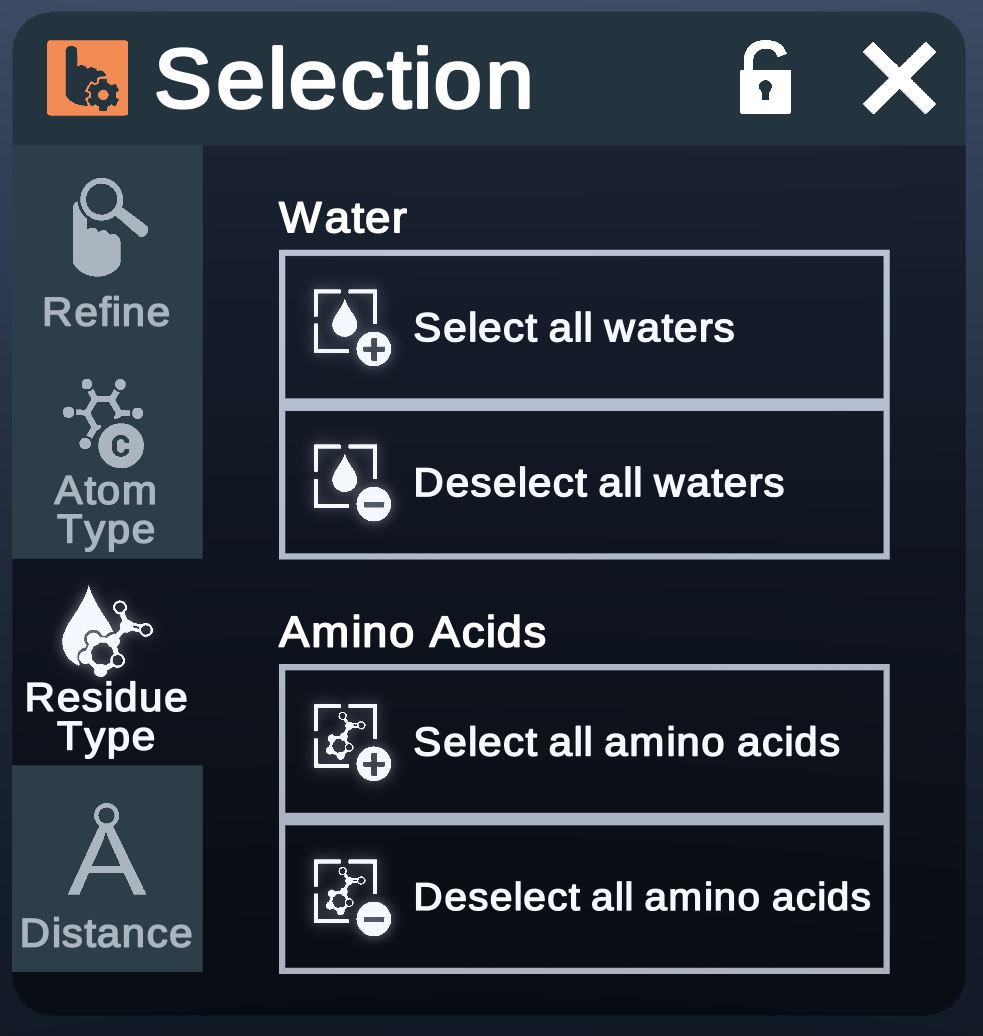 Selection
Refine
Atom
Type
Residue
Type
Distance
Water
Select all waters
Deselect all waters
Amino Acids
Select all amino acids
Deselect all amino acids